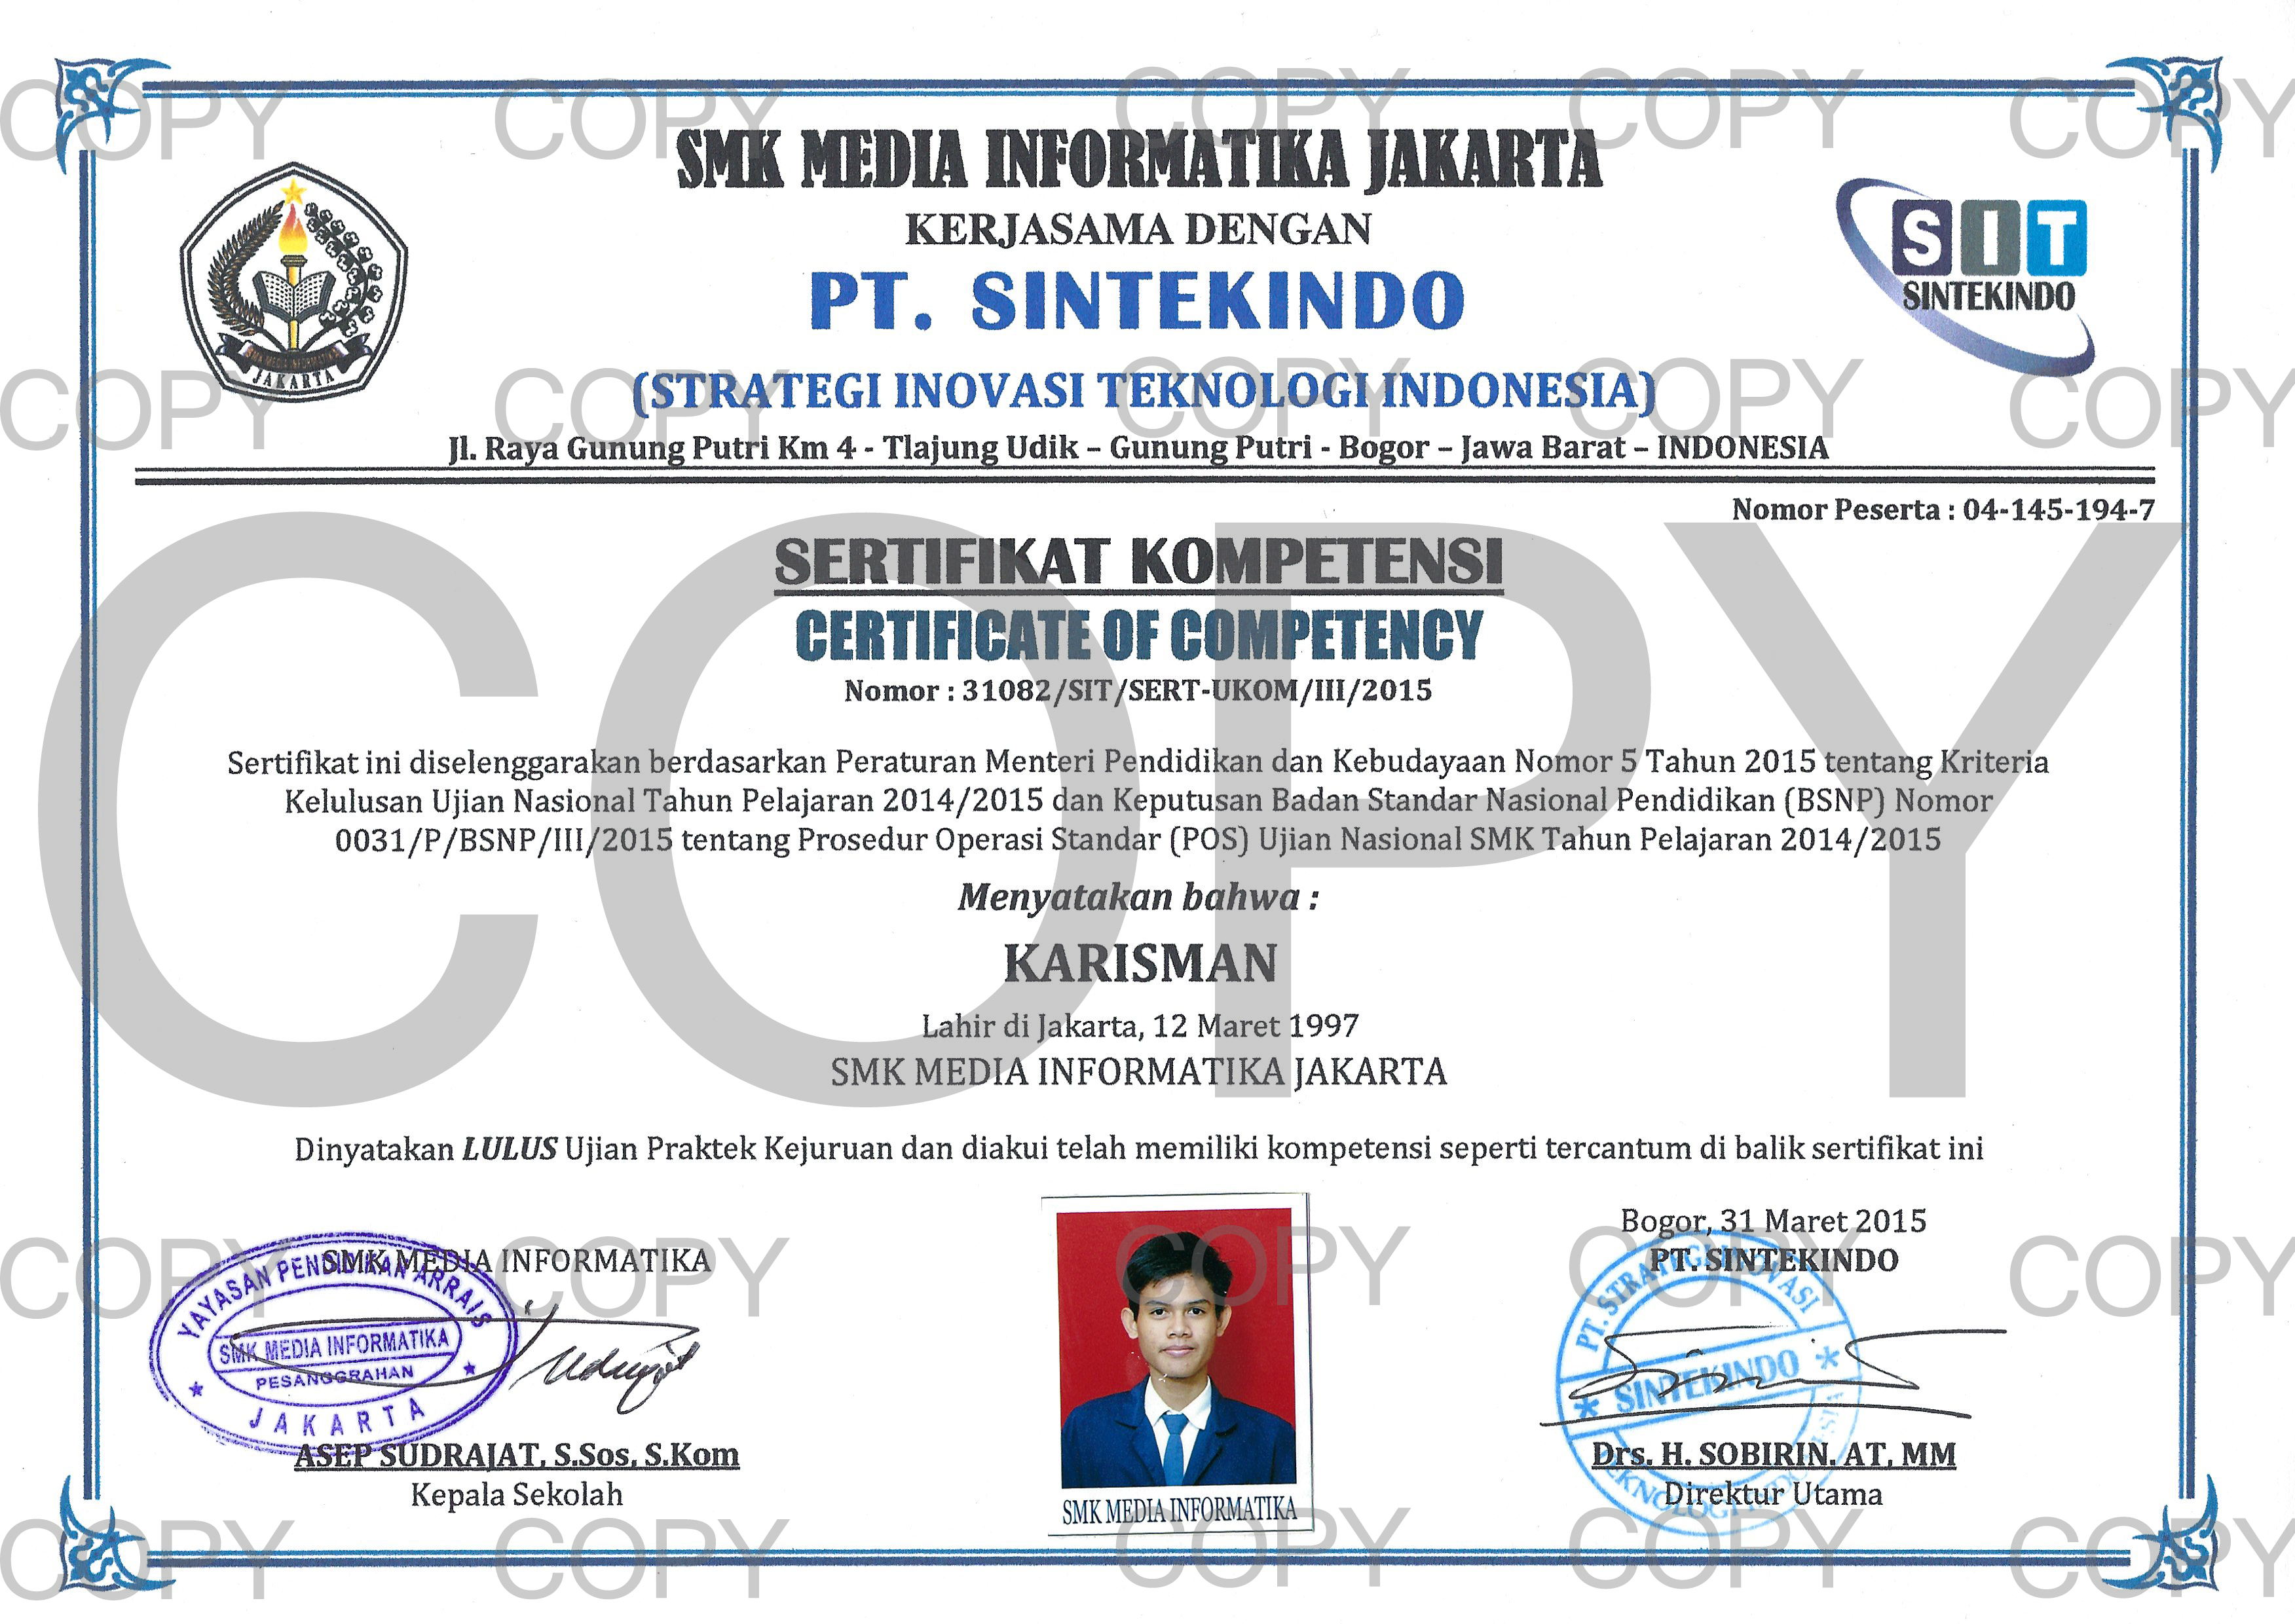 SMK MEDIA INFORMATIKA JAKARTA
KERJASAMA DENGAN
PT. SINTEKINDO
(STRATEGI INOVASI TEKNOLOGI INDONESIA)
Jl. Raya Gunung Putri Km 4 - Tlajung Udik – Gunung Putri - Bogor – Jawa Barat – INDONESIA
SMK MEDIA INFORMATIKA
JAKARTA
SIT
SINTEKINDO
Nomor Peserta : 04-145-194-7
SERTIFIKAT KOMPETENSI
CERTIFICATE OF COMPETENCY
Nomor : 31082/SIT/SERT-UKOM/III/2015
Sertifikat ini diselenggarakan berdasarkan Peraturan Menteri Pendidikan dan Kebudayaan Nomor 5 Tahun 2015 tentang Kriteria
Kelulusan Ujian Nasional Tahun Pelajaran 2014/2015 dan Keputusan Badan Standar Nasional Pendidikan (BSNP) Nomor
0031/P/BSNP/III/2015 tentang Prosedur Operasi Standar (POS) Ujian Nasional SMK Tahun Pelajaran 2014/2015
Menyatakan bahwa :
KARISMAN
Lahir di Jakarta, 12 Maret 1997
SMK MEDIA INFORMATIKA JAKARTA
Dinyatakan LULUS Ujian Praktek Kejuruan dan diakui telah memiliki kompetensi seperti tercantum di balik sertifikat ini
SMK MEDIA INFORMATIKA
YAYASAN PENDIDIKAN ARRAIS
SMK MEDIA INFORMATIKA
PESANGGRAHAN
JAKARTA
ASEP SUDRAJAT, S.Sos, S.Kom
Kepala Sekolah
SMK MEDIA INFORMATIKA
Bogor, 31 Maret 2015
PT. SINTEKINDO
PT. STRATEGI INOVASI
SINTEKINDO
TEKNOLOGI INDONESIA
Drs. H. SOBIRIN. AT, MM
Direktur Utama
COPY
COPY COPY COPY COPY COPY
COPY COPY COPY COPY COPY
COPY COPY COPY COPY COPY
COPY COPY COPY COPY COPY